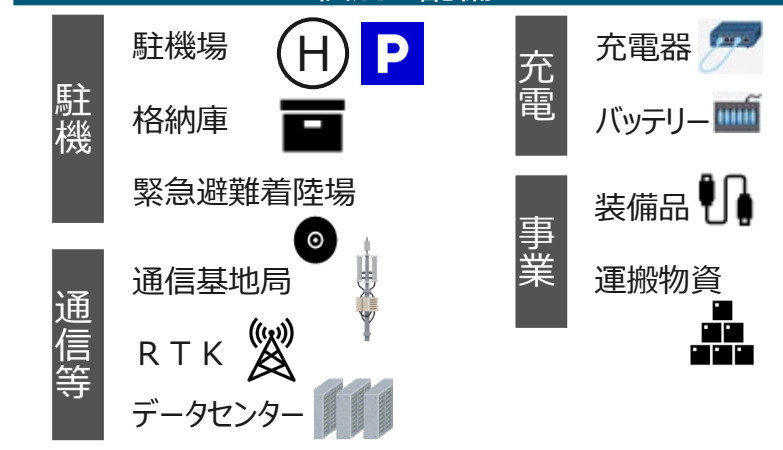 駐機
駐機場
H P
格納庫
緊急避難着陸場
通信等
通信基地局
ＲＴＫ
データセンター
充電
充電器
バッテリー
事業
装備品
運搬物資